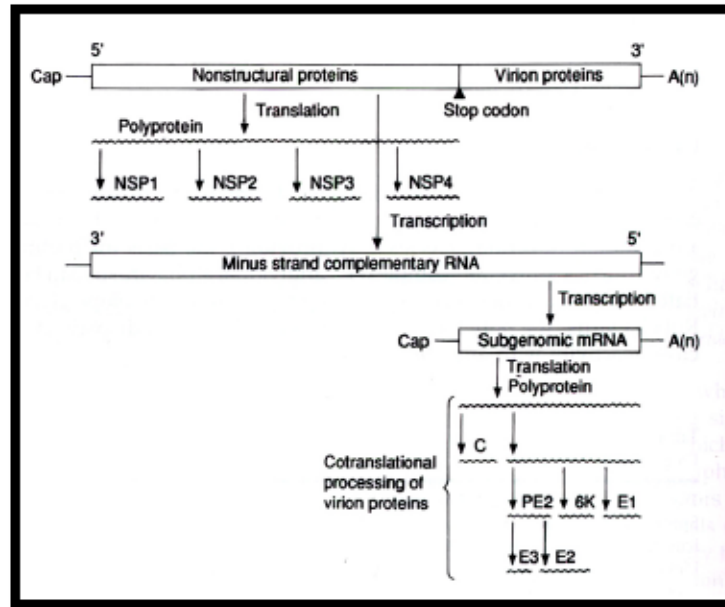 5' 3'
Cap Nonstructural proteins Virion proteins A(n)
Translation Stop codon
Polyprotein
NSP1 NSP2 NSP3 NSP4
Transcription
3' 5'
Minus strand complementary RNA
Transcription
Cap Subgenomic mRNA A(n)
Translation
Polyprotein
C
Cotranslational
processing of
virion proteins
PE2 6K E1
E3 E2